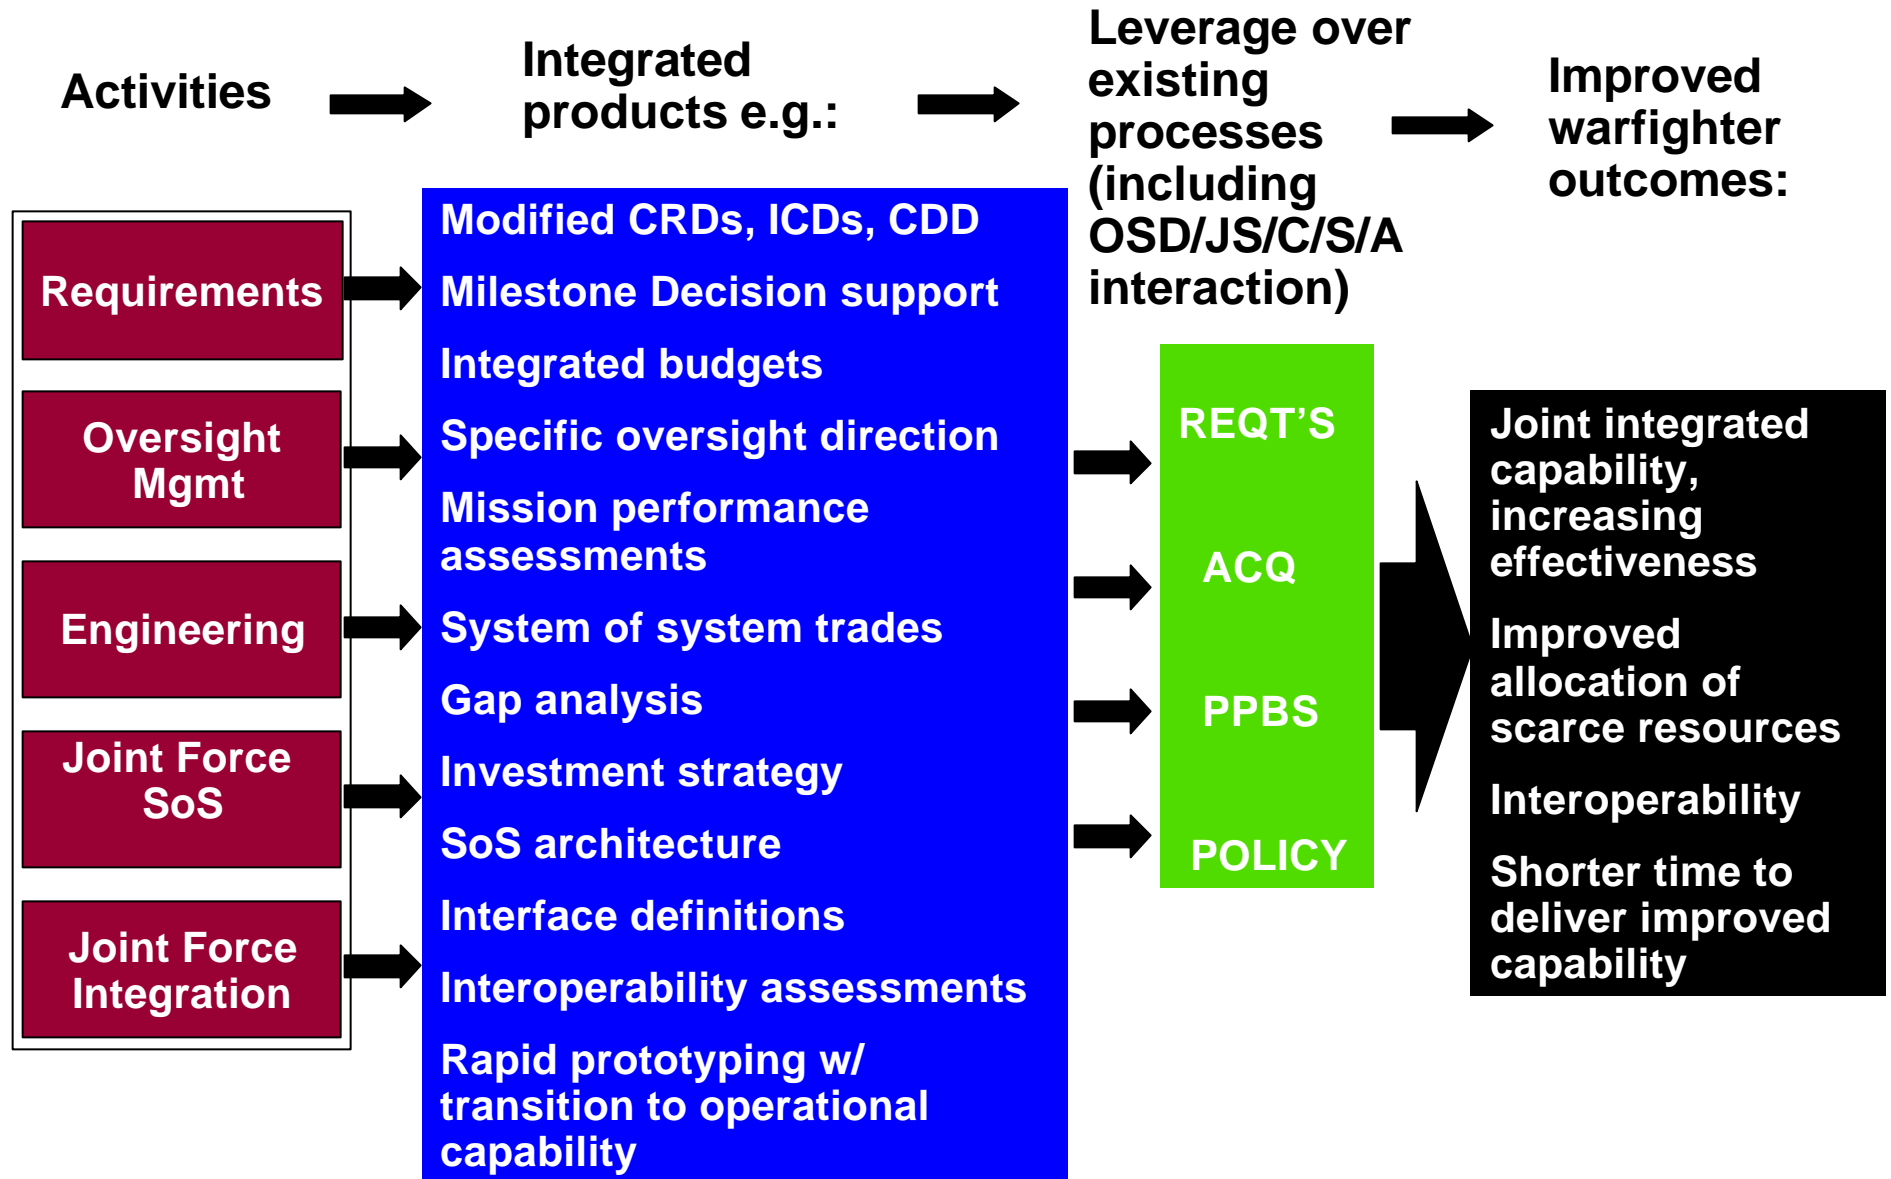 Activities
Integrated
products e.g.:
Leverage over
existing
processes
(including
OSD/JS/C/S/A
interaction)
Improved
warfighter
outcomes:
Requirements
Oversight
Mgmt
Engineering
Joint Force
SoS
Joint Force
Integration
Modified CRDs, ICDs, CDD
Milestone Decision support
Integrated budgets
Specific oversight direction
Mission performance
assessments
System of system trades
Gap analysis
Investment strategy
SoS architecture
Interface definitions
Interoperability assessments
Rapid prototyping w/
transition to operational
capability
REQT’S
ACQ
PPBS
POLICY
Joint integrated
capability,
increasing
effectiveness
Improved
allocation of
scarce resources
Interoperability
Shorter time to
deliver improved
capability